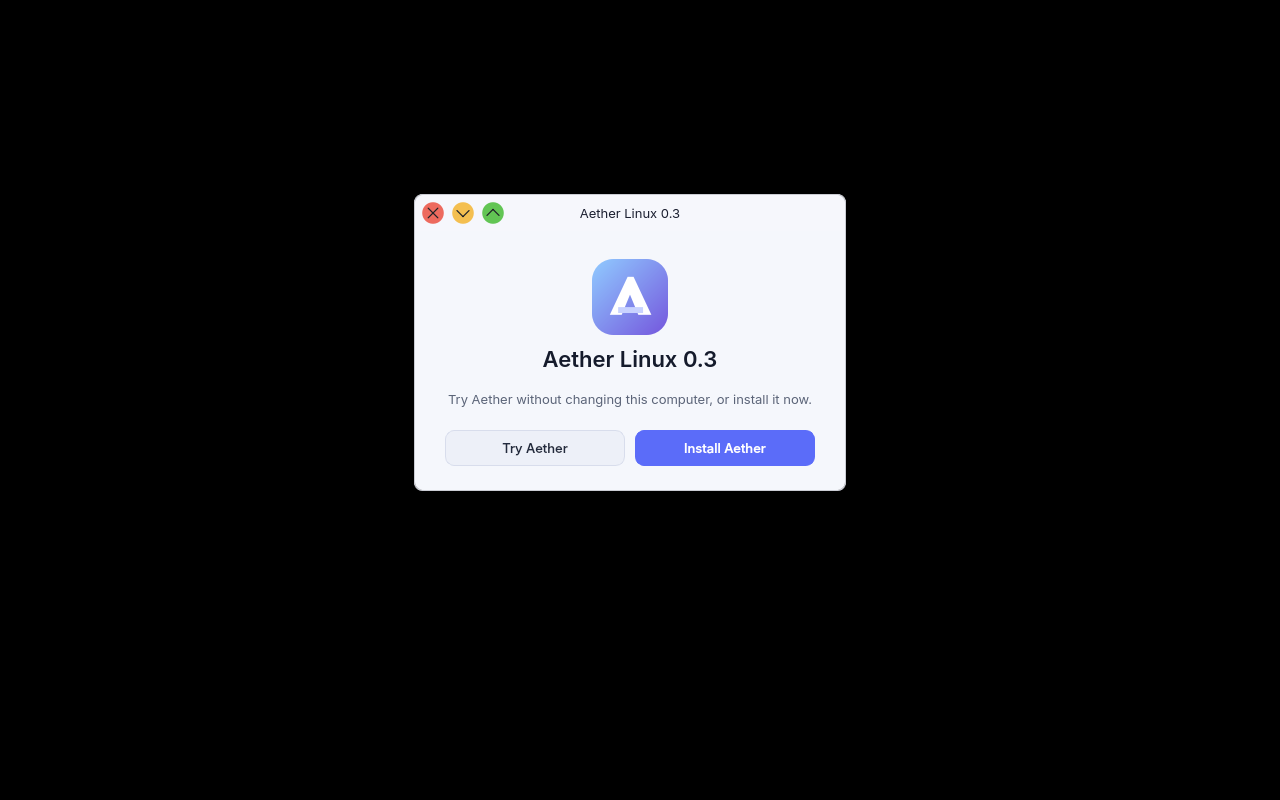 Aether Linux 0.3
Aether Linux 0.3
Try Aether without changing this computer, or install it now.
Try Aether
Install Aether